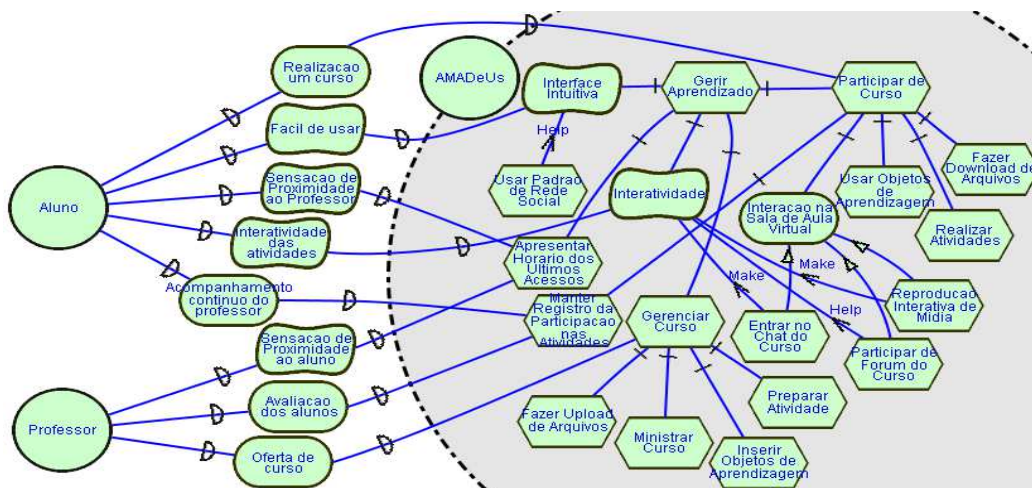 Realizacao
um curso
AMADeUs
Interface
Intuitiva
Gerir
Aprendizado
Participar de
Curso
Facil de usar
Help
Sensacao de
Proximidade
ao Professor
Usar Padrao
de Rede
Social
Interatividade
Interacao na
Sala de Aula
Virtual
Usar Objetos
de
Aprendizagem
Fazer
Download de
Arquivos
Aluno
Interatividade
das
atividades
Apresentar
Horario dos
Ultimos
Acessos
Realizar
Atividades
Acompanhamento
continuo do
professor
Make
Make
Manter
Registro da
Participacao
nas
Atividades
Gerenciar
Curso
Entrar no
Chat do
Curso
Help
Reproducao
Interativa de
Midia
Sensacao de
Proximidade
ao aluno
Participar de
Forum do
Curso
Professor
Avaliacao
dos alunos
Preparar
Atividade
Fazer Upload
de Arquivos
Ministrar
Curso
Oferta de
curso
Inserir
Objetos de
Aprendizagem